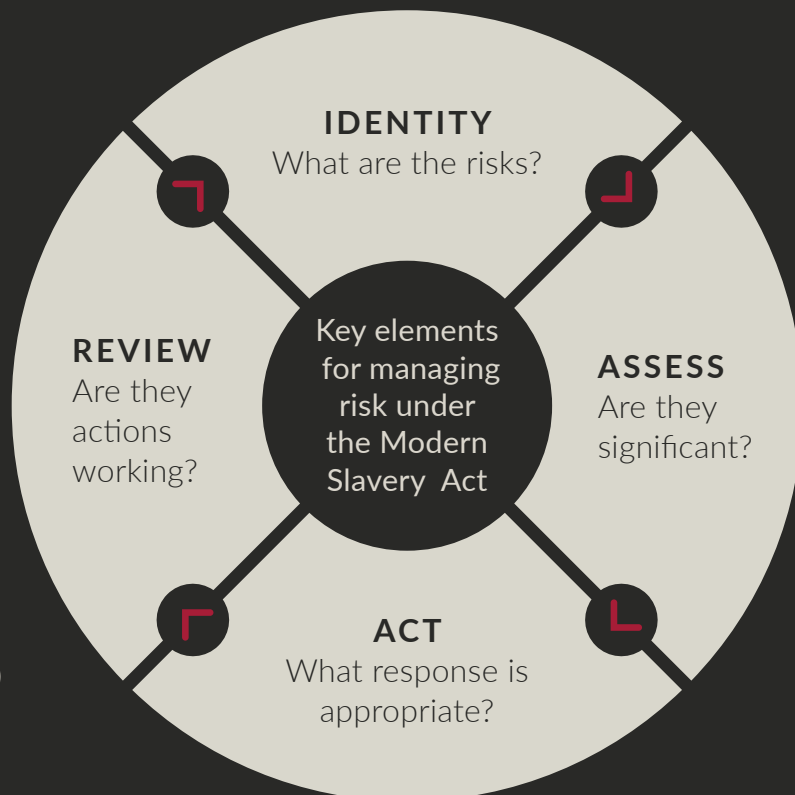 IDENTITY
What are the risks?
Key elements
for managing
risk under
the Modern
Slavery Act
REVIEW
Are they
actions
working?
ASSESS
Are they
significant?
ACT
What response is
appropriate?